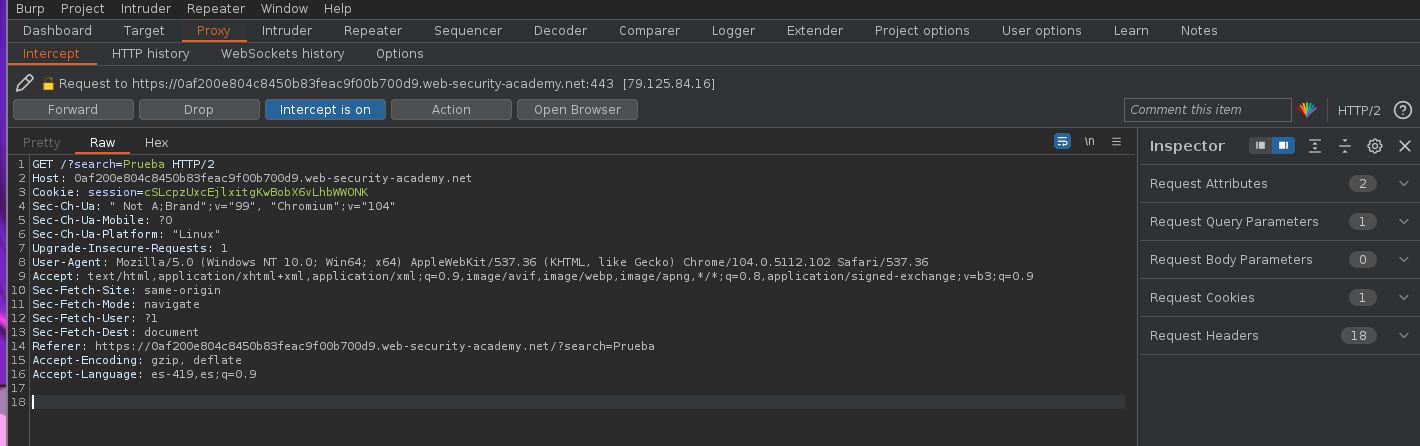 Burp Project Intruder Repeater Window Help
Dashboard Target Proxy Intruder Repeater Sequencer Decoder Comparer Logger Extender Project options User options Learn Notes
Intercept HTTP history WebSockets history Options
Request to https://0af200e804c8450b83feac9f00b700d9.web-security-academy.net:443 [79.125.84.16]
Forward Drop Intercept is on Action Open Browser Comment this item HTTP/2 ?
Pretty Raw Hex \n
Inspector
1 GET /?search=Prueba HTTP/2
2 Host: 0af200e804c8450b83feac9f00b700d9.web-security-academy.net
3 Cookie: session=cSLcpzUxcEjlxitgKwBobX6vLhbWWONK
4 Sec-Ch-Ua: " Not A;Brand";v="99", "Chromium";v="104"
5 Sec-Ch-Ua-Mobile: ?0
6 Sec-Ch-Ua-Platform: "Linux"
7 Upgrade-Insecure-Requests: 1
8 User-Agent: Mozilla/5.0 (Windows NT 10.0; Win64; x64) AppleWebKit/537.36 (KHTML, like Gecko) Chrome/104.0.5112.102 Safari/537.36
9 Accept: text/html,application/xhtml+xml,application/xml;q=0.9,image/avif,image/webp,image/apng,*/*;q=0.8,application/signed-exchange;v=b3;q=0.9
10 Sec-Fetch-Site: same-origin
11 Sec-Fetch-Mode: navigate
12 Sec-Fetch-User: ?1
13 Sec-Fetch-Dest: document
14 Referer: https://0af200e804c8450b83feac9f00b700d9.web-security-academy.net/?search=Prueba
15 Accept-Encoding: gzip, deflate
16 Accept-Language: es-419,es;q=0.9
17
18
Request Attributes 2
Request Query Parameters 1
Request Body Parameters 0
Request Cookies 1
Request Headers 18